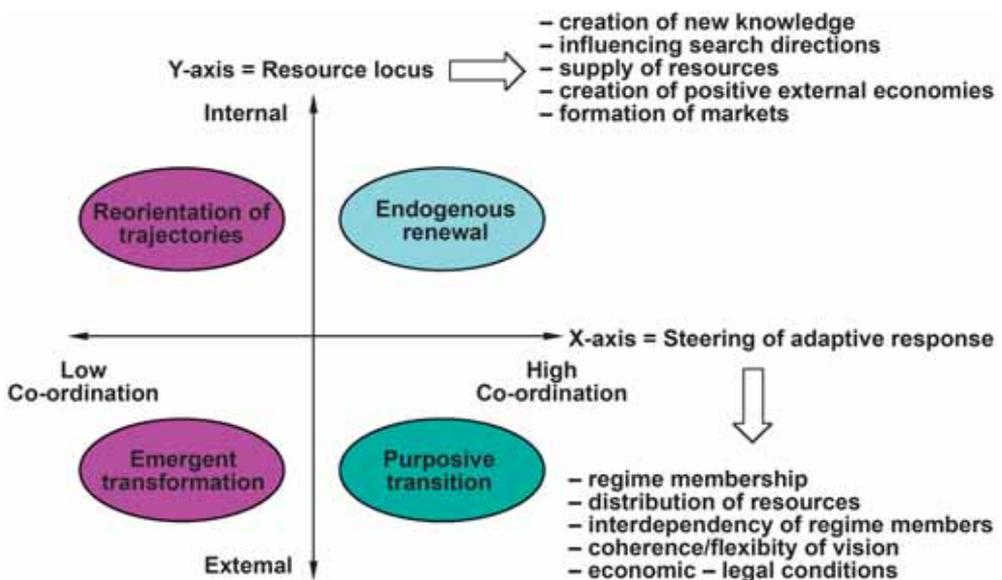 – creation of new knowledge
– influencing search directions
– supply of resources
– creation of positive external economies
– formation of markets
Y-axis = Resource locus
Internal
Reorientation of
trajectories
Endogenous
renewal
X-axis = Steering of adaptive response
Low
Co-ordination
High
Co-ordination
Emergent
transformation
Purposive
transition
– regime membership
– distribution of resources
– interdependency of regime members
– coherence/flexibity of vision
– economic – legal conditions
External